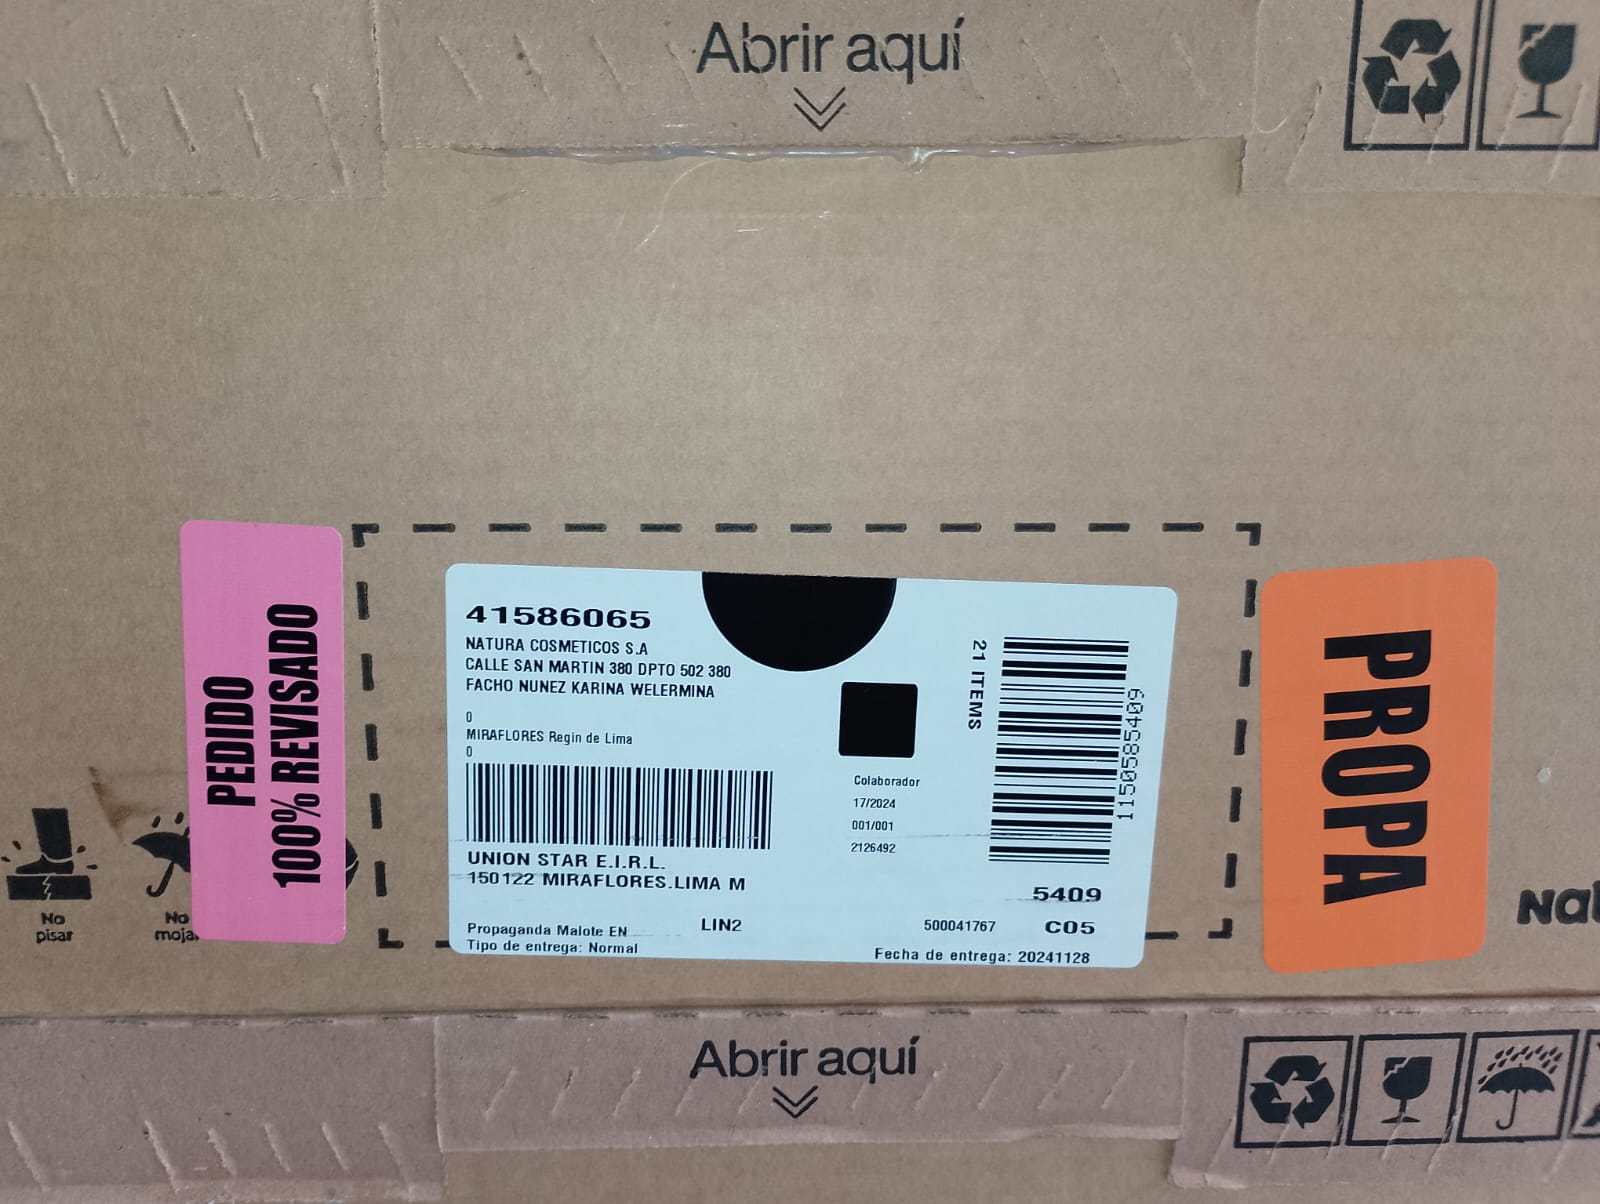 Abrir aquí
PEDIDO
100% REVISADO
41586065
NATURA COSMETICOS S.A
CALLE SAN MARTIN 380 DPTO 502 380
FACHO NUNEZ KARINA WELERMINA
0
MIRAFLORES Regin de Lima
0
UNION STAR E.I.R.L.
150122 MIRAFLORES.LIMA M
Propaganda Malote EN
LIN2
Tipo de entrega: Normal
Colaborador
17/2024
001/001
2126492
21 ITEMS
1150585409
5409
500041767
C05
Fecha de entrega: 20241128
PROPA
No
pisar
No
moja
Nat
Abrir aquí